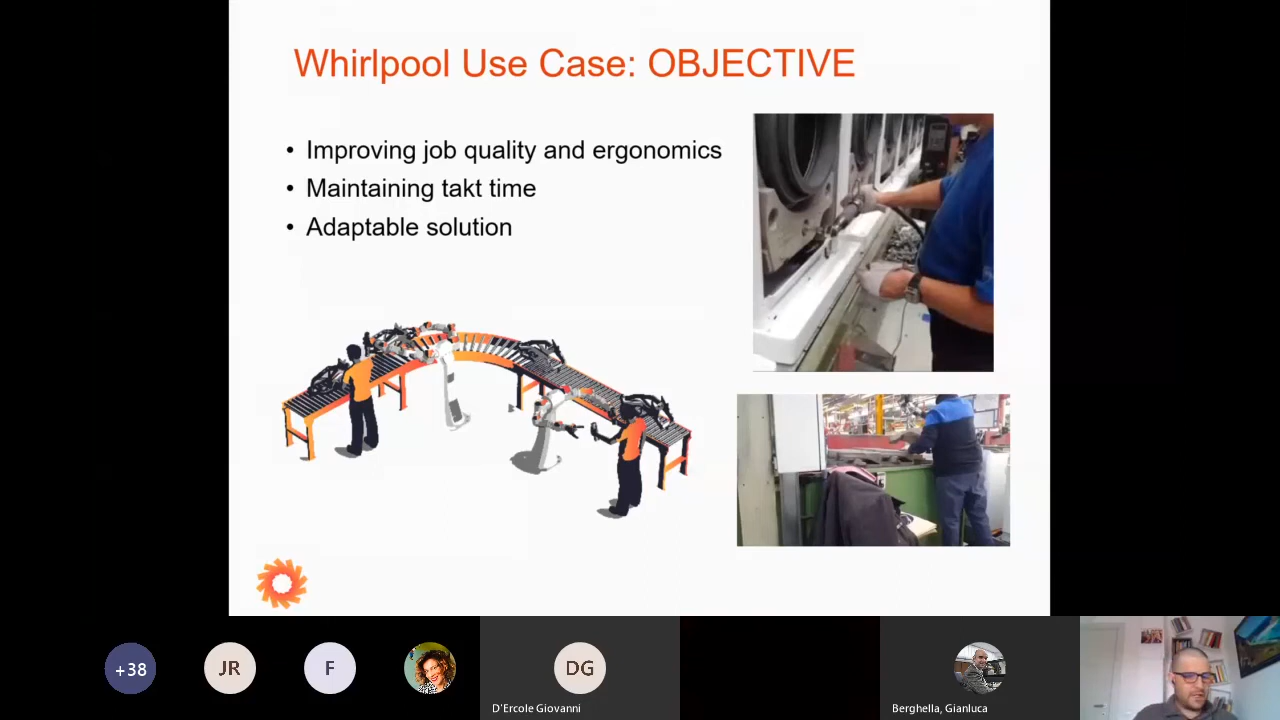 Whirlpool Use Case: OBJECTIVE
• Improving job quality and ergonomics
• Maintaining takt time
• Adaptable solution
+38
JR
F
DG
D'Ercole Giovanni
Berghella, Gianluca